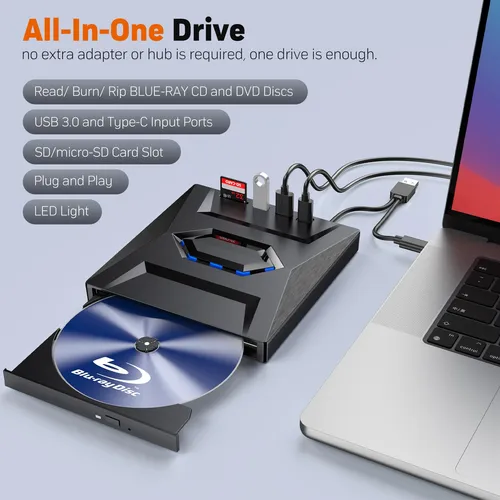 All-In-One Drive
no extra adapter or hub is required, one drive is enough.
Read/ Burn/ Rip BLUE-RAY CD and DVD Discs
USB 3.0 and Type-C Input Ports
SD/micro-SD Card Slot
Plug and Play
LED Light
Blu-ray Disc